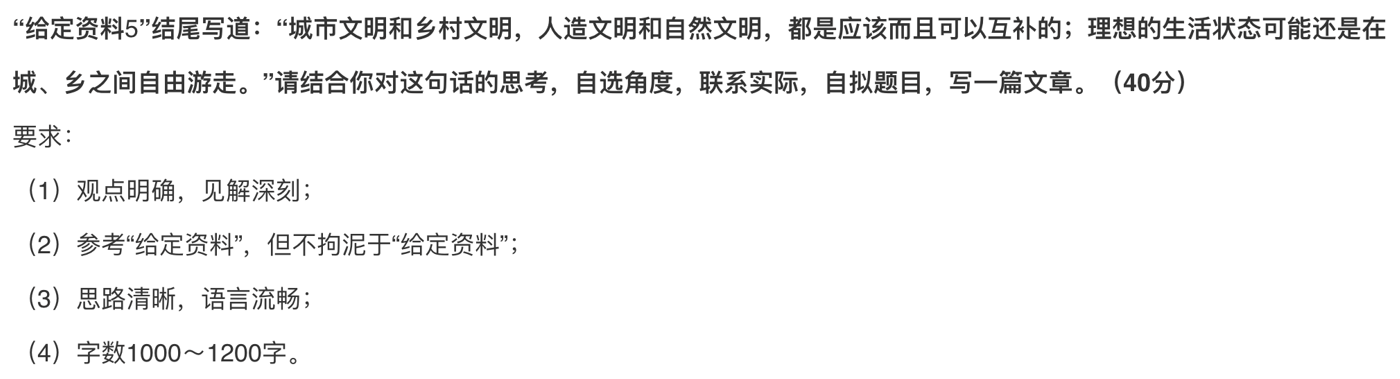 “给定资料5”结尾写道：“城市文明和乡村文明，人造文明和自然文明，都是应该而且可以互补的；理想的生活状态可能还是在
城、乡之间自由游走。”请结合你对这句话的思考，自选角度，联系实际，自拟题目，写一篇文章。（40分）
要求：
（1）观点明确，见解深刻；
（2）参考“给定资料”，但不拘泥于“给定资料”；
（3）思路清晰，语言流畅；
（4）字数1000～1200字。